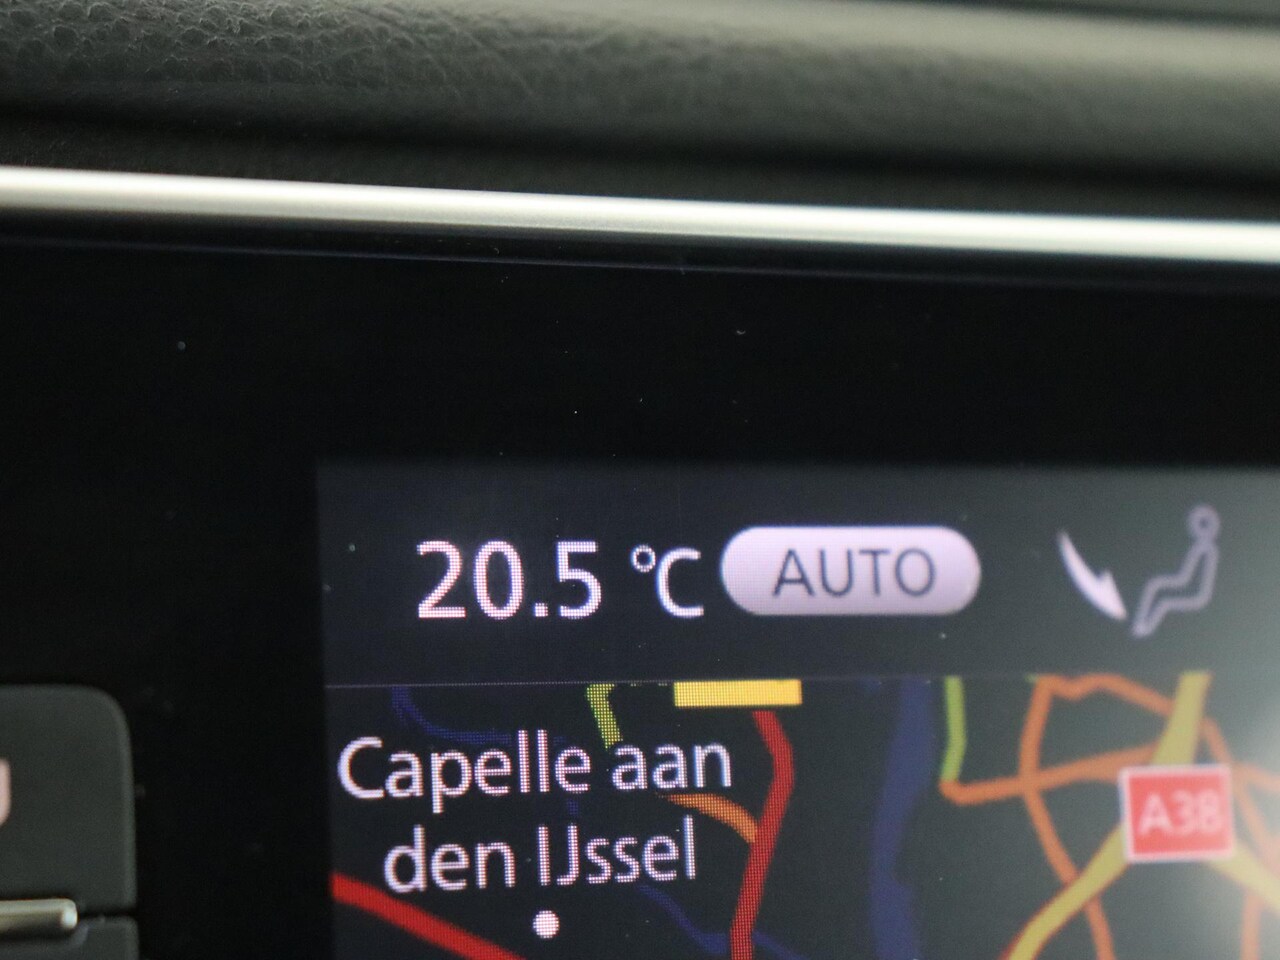 20.5 °C AUTO
Capelle aan
den IJssel
A38